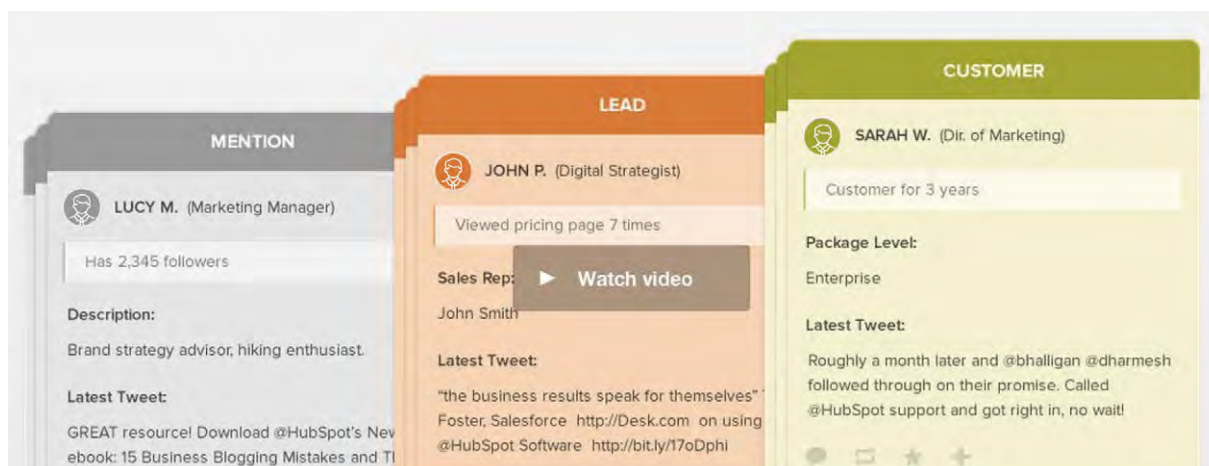 MENTION
LUCY M. (Marketing Manager)
Has 2,345 followers
Description:
Brand strategy advisor, hiking enthusiast.
Latest Tweet:
GREAT resource! Download @HubSpot's New
ebook: 15 Business Blogging Mistakes and
LEAD
JOHN P. (Digital Strategist)
Viewed pricing page 7 times
Watch video
Sales Rep:
John Smith
Latest Tweet:
"the business results speak for themselves"
Foster, Salesforce http://Desk.com on using
@HubSpot Software http://bit.ly/17oDphi
CUSTOMER
SARAH W. (Dir. of Marketing)
Customer for 3 years
Package Level:
Enterprise
Latest Tweet:
Roughly a month later and @bhalligan @dharmesh
followed through on their promise. Called
@HubSpot support and got right in, no wait!